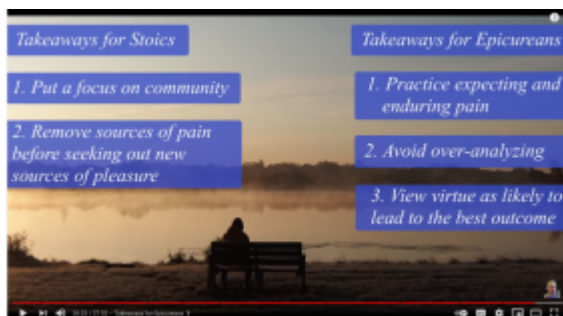 Takeaways for Stoics
1. Put a focus on community
2. Remove sources of pain
before seeking out new
sources of pleasure
Takeaways for Epicureans
1. Practice expecting and
enduring pain
2. Avoid over-analyzing
3. View virtue as likely to
lead to the best outcome